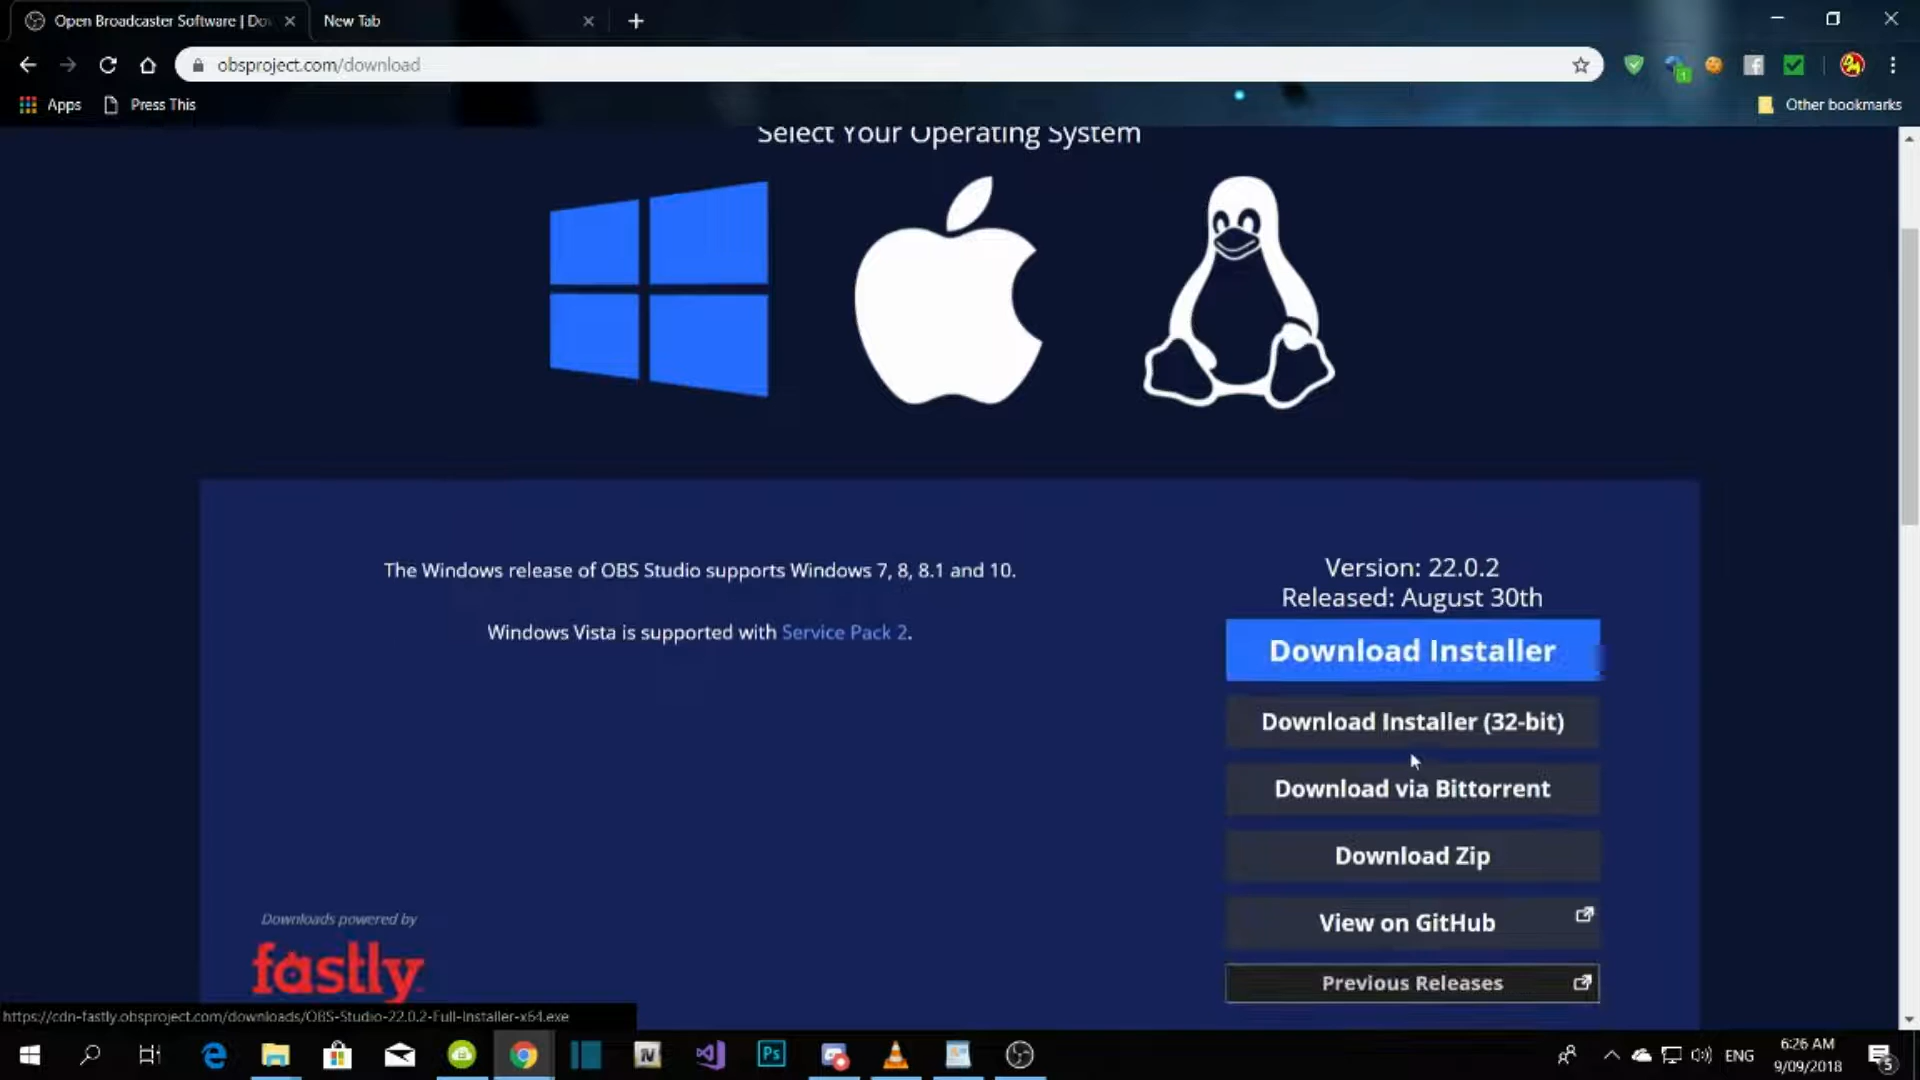 Open Broadcaster Software | Do
New Tab
obsproject.com/download
1
Apps
Press This
Other bookmarks
Select Your Operating System
The Windows release of OBS Studio supports Windows 7, 8, 8.1 and 10.
Windows Vista is supported with Service Pack 2.
Version: 22.0.2
Released: August 30th
Download Installer
Download Installer (32-bit)
Download via Bittorrent
Download Zip
View on GitHub
Previous Releases
Downloads powered by
fastly
https://cdn-fastly.obsproject.com/downloads/OBS-Studio-22.0.2-Full-Installer-x64.exe
Ps
ENG
6:26 AM
9/09/2018
5